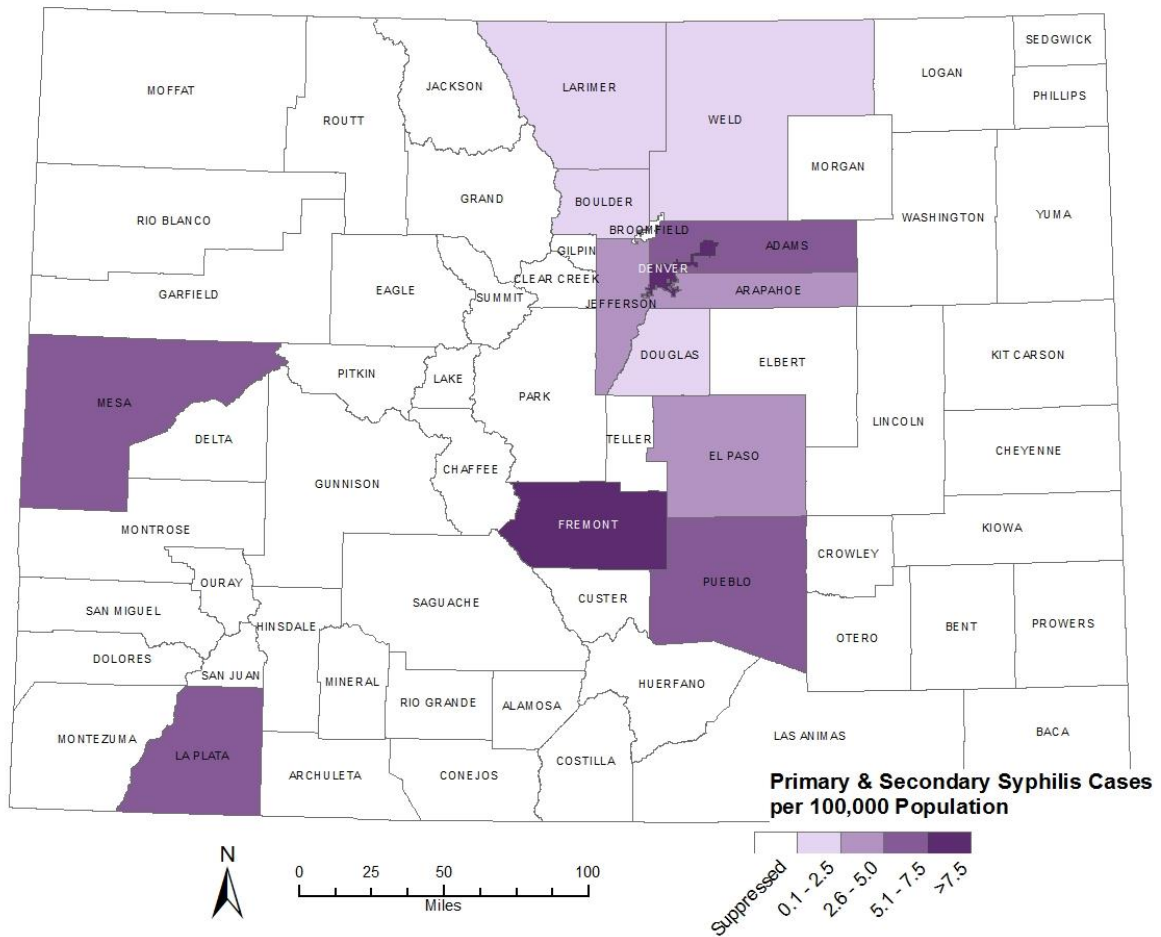 SEDGWICK
LOGAN
MOFFAT
JACKSON
LARIMER
PHILLIPS
ROUTT
WELD
MORGAN
GRAND
BOULDER
RIO BLANCO
WASHINGTON
YUMA
BROOMFIELD
GILPIN
ADAMS
DENVER
CLEAR CREEK
GARFIELD
EAGLE
SUMMIT
ARAPAHOE
JEFFERSON
DOUGLAS
KIT CARSON
ELBERT
PITKIN
LAKE
PARK
MESA
LINCOLN
DELTA
TELLER
CHEYENNE
EL PASO
CHAFFEE
GUNNISON
FREMONT
KIOWA
MONTROSE
CROWLEY
OURAY
PUEBLO
CUSTER
SAGUACHE
SAN MIGUEL
HINSDALE
BENT
PROWERS
OTERO
DOLORES
SAN JUAN
MINERAL
HUERFANO
RIO GRANDE
ALAMOSA
MONTEZUMA
LAS ANIMAS
BACA
LA PLATA
COSTILLA
ARCHULETA
CONEJOS
Primary & Secondary Syphilis Cases
per 100,000 Population
Suppressed
0.1 - 2.5
2.6 - 5.0
5.1 - 7.5
>7.5
N
0 25 50 100
Miles